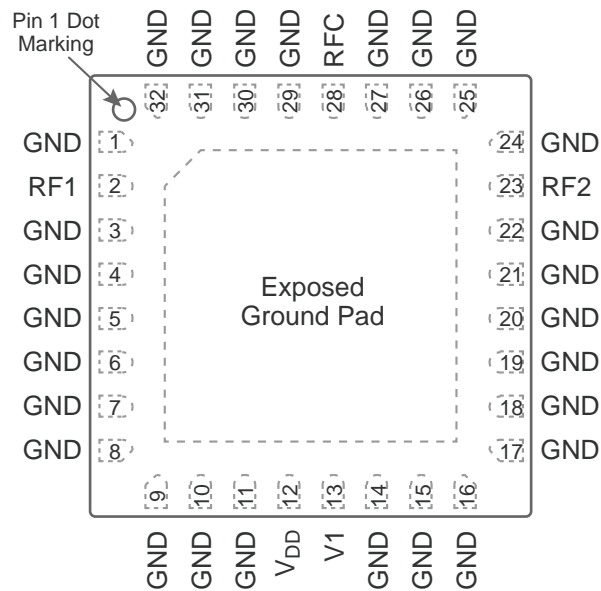 Pin 1 Dot
Marking
GND GND GND GND RFC GND GND GND
32 31 30 29 28 27 26 25
GND 1 24 GND
RF1 2 23 RF2
GND 3 22 GND
GND 4 21 GND
Exposed
Ground Pad
GND 5 20 GND
GND 6 19 GND
GND 7 18 GND
GND 8 17 GND
9 10 11 12 13 14 15 16
GND GND GND VDD V1 GND GND GND